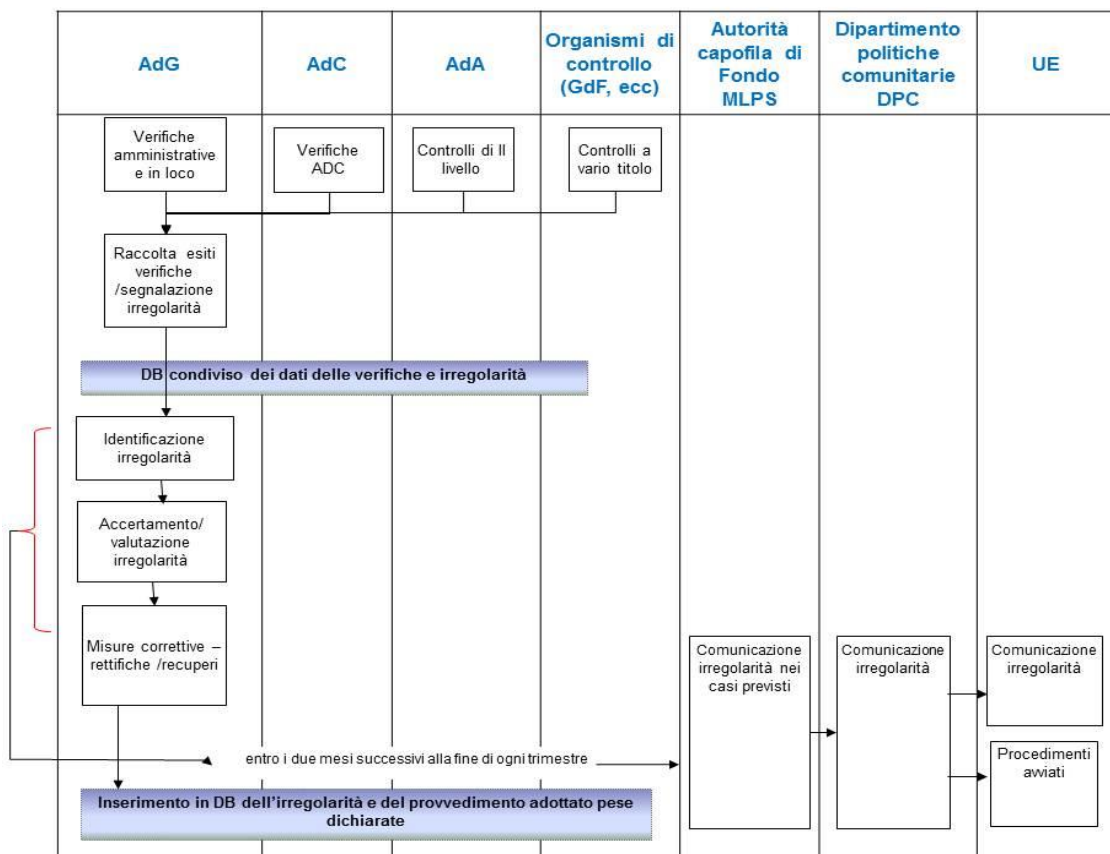 AdG
AdC
AdA
Organismi di
controllo
(GdF, ecc)
Autorità
capofila di
Fondo
MLPS
Dipartimento
politiche
comunitarie
DPC
UE
Verifiche
amministrative
e in loco
Verifiche
ADC
Controlli di II
livello
Controlli a
vario titolo
Raccolta esiti
verifiche
/segnalazione
irregolarità
DB condiviso dei dati delle verifiche e irregolarità
Identificazione
irregolarità
Accertamento/
valutazione
irregolarità
Misure correttive –
rettifiche /recuperi
Comunicazione
irregolarità nei
casi previsti
Comunicazione
irregolarità
Comunicazione
irregolarità
entro i due mesi successivi alla fine di ogni trimestre
Procedimenti
avviati
Inserimento in DB dell'irregolarità e del provvedimento adottato pese
dichiarate